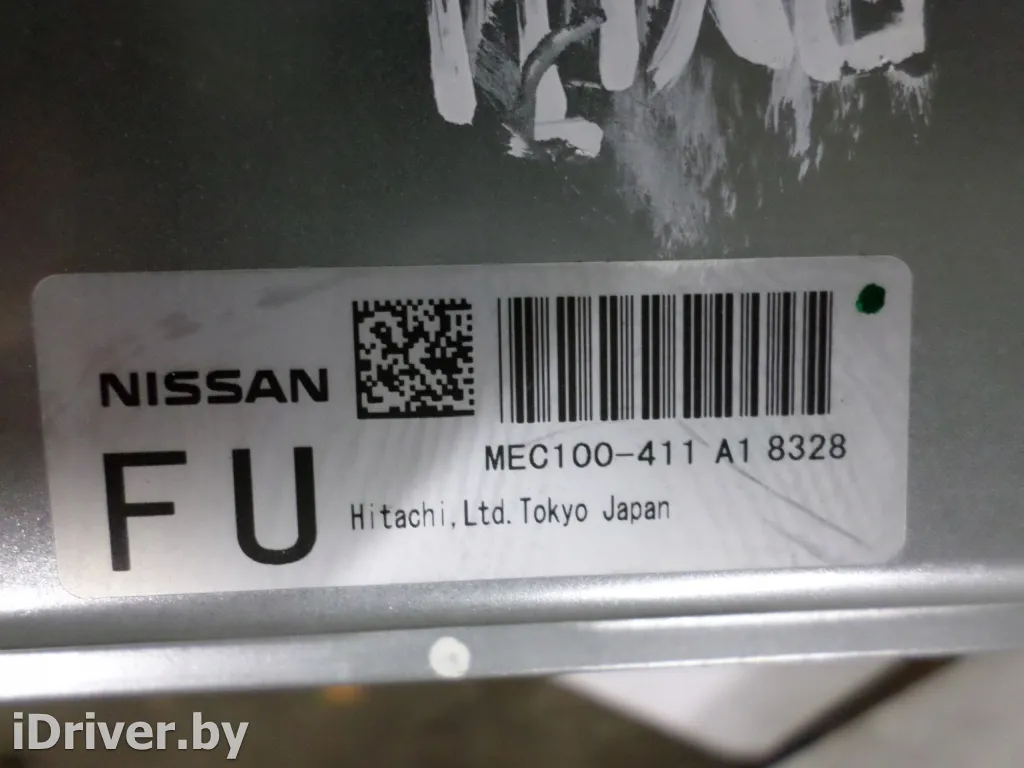 NISSAN
FU
MEC100-411 A1 8328
Hitachi, Ltd. Tokyo Japan
iDriver.by